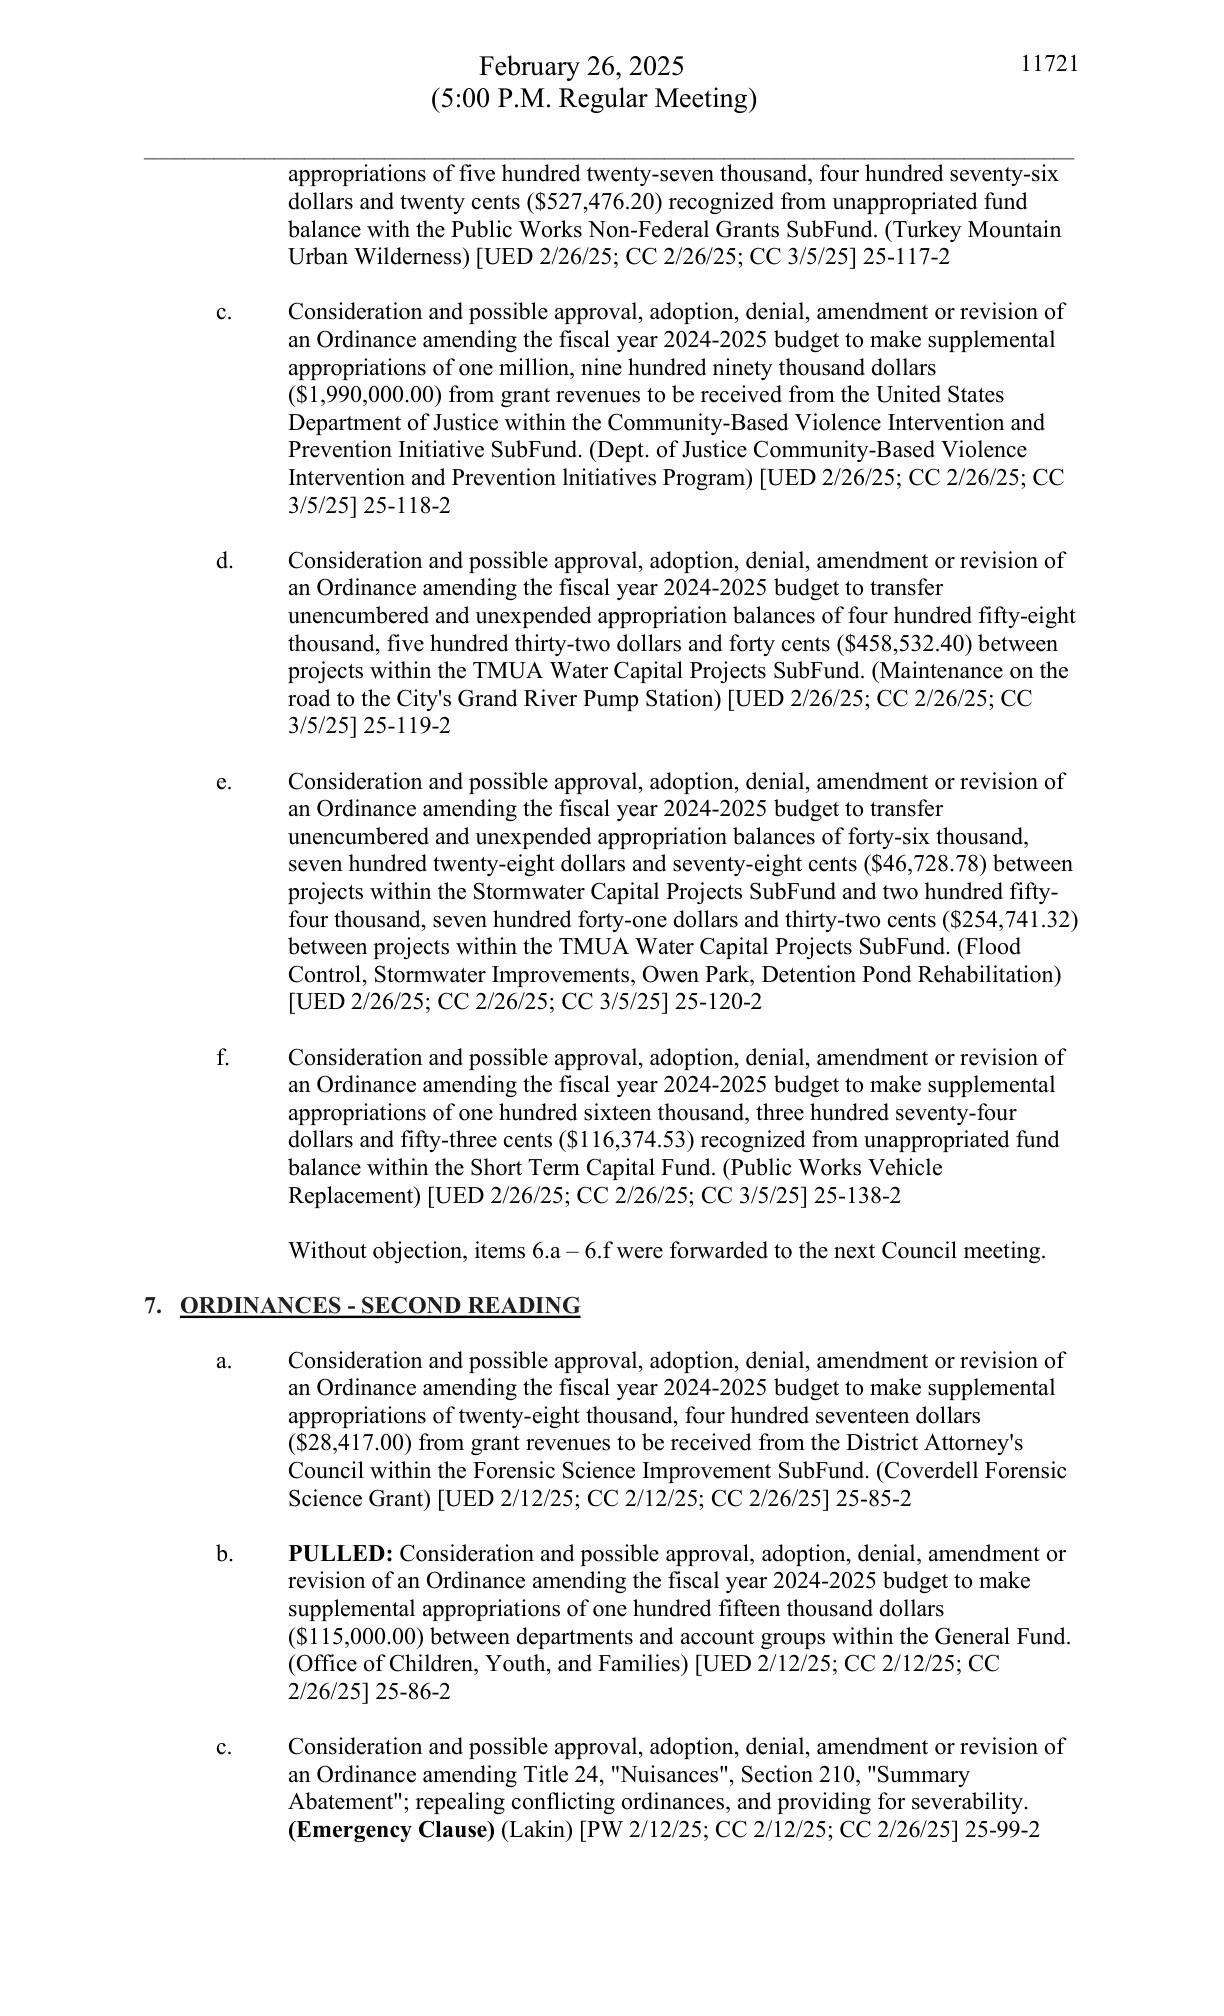 February 26, 2025
11721
(5:00 P.M. Regular Meeting)
appropriations of five hundred twenty-seven thousand, four hundred seventy-six
dollars and twenty cents ($527,476.20) recognized from unappropriated fund
balance with the Public Works Non-Federal Grants SubFund. (Turkey Mountain
Urban Wilderness) [UED 2/26/25; CC 2/26/25; CC 3/5/25] 25-117-2
c. Consideration and possible approval, adoption, denial, amendment or revision of
an Ordinance amending the fiscal year 2024-2025 budget to make supplemental
appropriations of one million, nine hundred ninety thousand dollars
($1,990,000.00) from grant revenues to be received from the United States
Department of Justice within the Community-Based Violence Intervention and
Prevention Initiative SubFund. (Dept. of Justice Community-Based Violence
Intervention and Prevention lnitiatives Program) [UED 2/26/25; CC 2/26/25; CC
3/5/25] 25-118-2
d. Consideration and possible approval, adoption, denial, amendment or revision of
an Ordinance amending the fiscal year 2024-2025 budget to transfer
unencumbered and unexpended appropriation balances of four hundred fifty-eight
thousand, five hundred thirty-two dollars and forty cents ($458,532.40) between
projects within the TMUA Water Capital Projects SubFund. (Maintenance on the
road to the City's Grand River Pump Station) [UED 2/26/25; CC 2/26/25; CC
3/5/25] 25-119-2
e. Consideration and possible approval, adoption, denial, amendment or revision of
an Ordinance amending the fiscal year 2024-2025 budget to transfer
unencumbered and unexpended appropriation balances of forty-six thousand,
seven hundred twenty-eight dollars and seventy-eight cents ($46,728.78) between
projects within the Stormwater Capital Projects SubFund and two hundred fifty-
four thousand, seven hundred forty-one dollars and thirty-two cents ($254,741.32)
between projects within the TMUA Water Capital Projects SubFund. (Flood
Control, Stormwater Improvements, Owen Park, Detention Pond Rehabilitation)
[UED 2/26/25; CC 2/26/25; CC 3/5/25] 25-120-2
f. Consideration and possible approval, adoption, denial, amendment or revision of
an Ordinance amending the fiscal year 2024-2025 budget to make supplemental
appropriations of one hundred sixteen thousand, three hundred seventy-four
dollars and fifty-three cents ($116,374.53) recognized from unappropriated fund
balance within the Short Term Capital Fund. (Public Works Vehicle
Replacement) [UED 2/26/25; CC 2/26/25; CC 3/5/25] 25-138-2
Without objection, items 6.a – 6.f were forwarded to the next Council meeting.
7. ORDINANCES - SECOND READING
a. Consideration and possible approval, adoption, denial, amendment or revision of
an Ordinance amending the fiscal year 2024-2025 budget to make supplemental
appropriations of twenty-eight thousand, four hundred seventeen dollars
($28,417.00) from grant revenues to be received from the District Attorney's
Council within the Forensic Science Improvement SubFund. (Coverdell Forensic
Science Grant) [UED 2/12/25; CC 2/12/25; CC 2/26/25] 25-85-2
b. PULLED: Consideration and possible approval, adoption, denial, amendment or
revision of an Ordinance amending the fiscal year 2024-2025 budget to make
supplemental appropriations of one hundred fifteen thousand dollars
($115,000.00) between departments and account groups within the General Fund.
(Office of Children, Youth, and Families) [UED 2/12/25; CC 2/12/25; CC
2/26/25] 25-86-2
c. Consideration and possible approval, adoption, denial, amendment or revision of
an Ordinance amending Title 24, "Nuisances", Section 210, "Summary
Abatement"; repealing conflicting ordinances, and providing for severability.
(Emergency Clause) (Lakin) [PW 2/12/25; CC 2/12/25; CC 2/26/25] 25-99-2